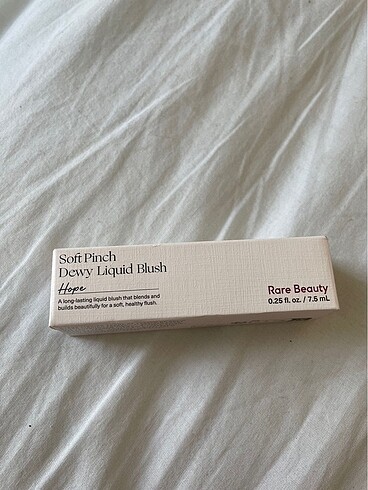 Soft Pinch
Dewy Liquid Blush
Hope
A long-lasting liquid blush that blends and
builds beautifully for a soft, healthy flush.
Rare Beauty
0.25 fl. oz. / 7.5 mL